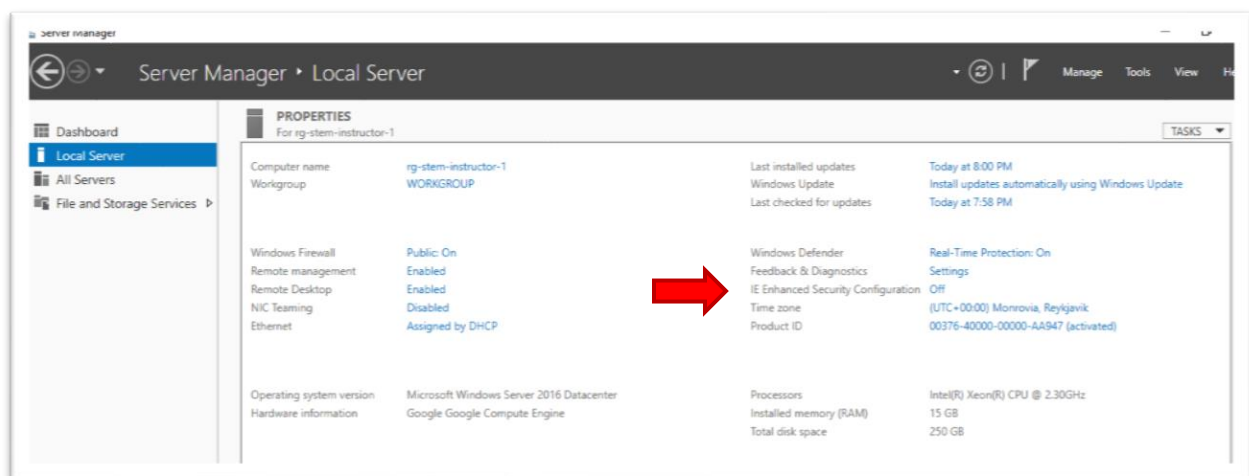 Server Manager
Server Manager • Local Server
Manage Tools View He
Dashboard
Local Server
All Servers
File and Storage Services
PROPERTIES
For rg-stem-instructor-1
TASKS
Computer name rg-stem-instructor-1 Last installed updates Today at 8:00 PM
Workgroup WORKGROUP Windows Update Install updates automatically using Windows Update
Last checked for updates Today at 7:58 PM
Windows Firewall Public: On Windows Defender Real-Time Protection: On
Remote management Enabled Feedback & Diagnostics Settings
Remote Desktop Enabled IE Enhanced Security Configuration Off
NIC Teaming Disabled Time zone (UTC+00:00) Monrovia, Reykjavik
Ethernet Assigned by DHCP Product ID 00376-40000-00000-AA947 (activated)
Operating system version Microsoft Windows Server 2016 Datacenter Processors Intel(R) Xeon(R) CPU @ 2.30GHz
Hardware information Google Google Compute Engine Installed memory (RAM) 15 GB
Total disk space 250 GB